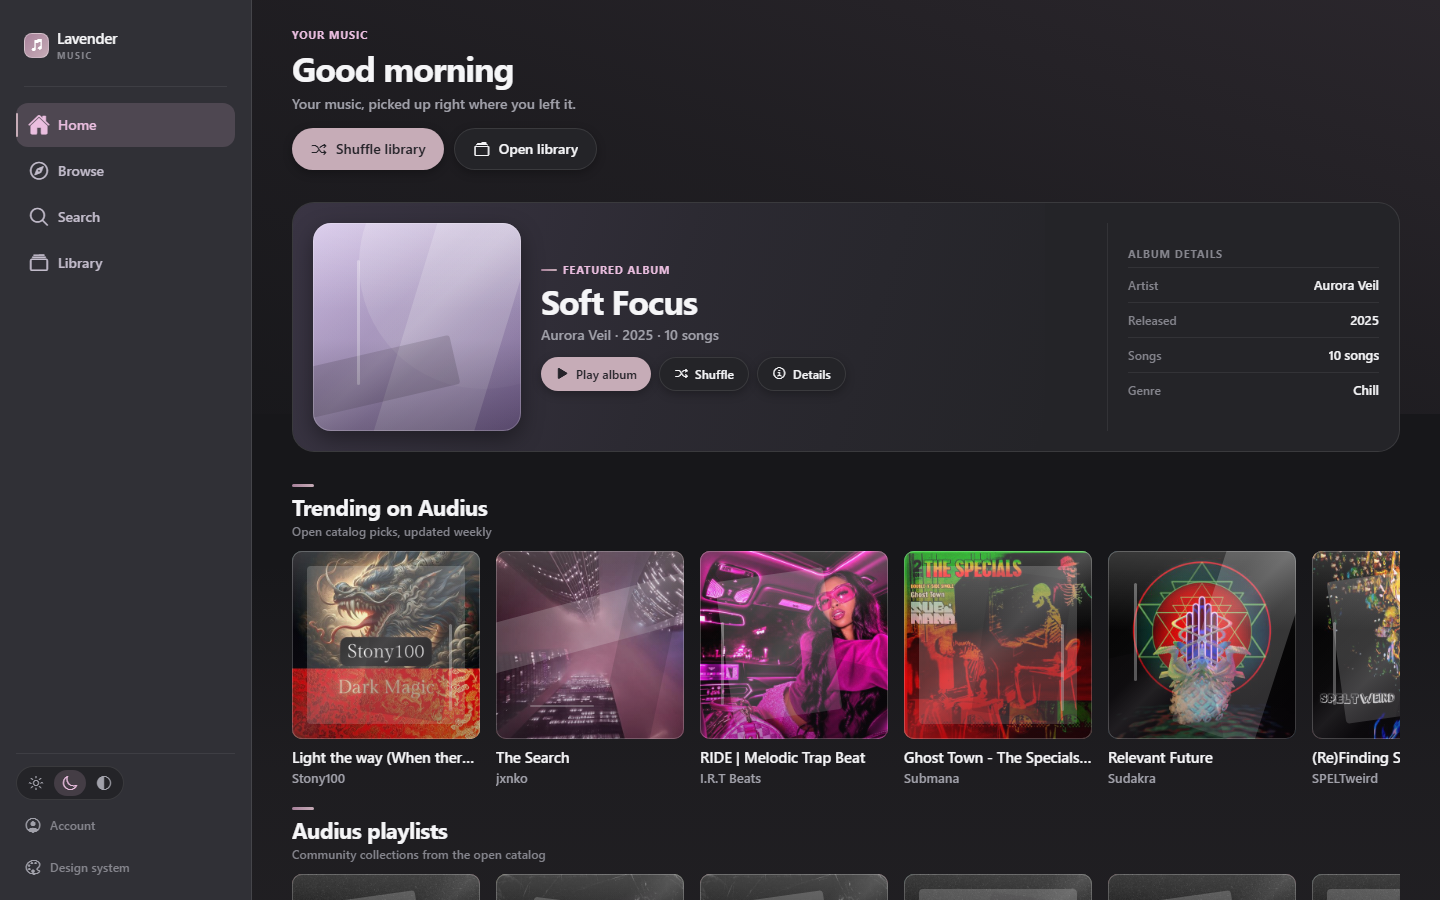 Lavender
MUSIC
Home
Browse
Search
Library
Account
Design system
YOUR MUSIC
Good morning
Your music, picked up right where you left it.
Shuffle library
Open library
FEATURED ALBUM
Soft Focus
Aurora Veil · 2025 · 10 songs
Play album
Shuffle
Details
ALBUM DETAILS
Artist
Aurora Veil
Released
2025
Songs
10 songs
Genre
Chill
Trending on Audius
Open catalog picks, updated weekly
Stony100
Dark Magic
THE SPECIALS
Ghost Town
SUB
MANA
SPELTWEIRD
Light the way (When ther...
Stony100
The Search
jxnko
RIDE | Melodic Trap Beat
I.R.T Beats
Ghost Town - The Specials...
Submana
Relevant Future
Sudakra
(Re)Finding S
SPELTweird
Audius playlists
Community collections from the open catalog